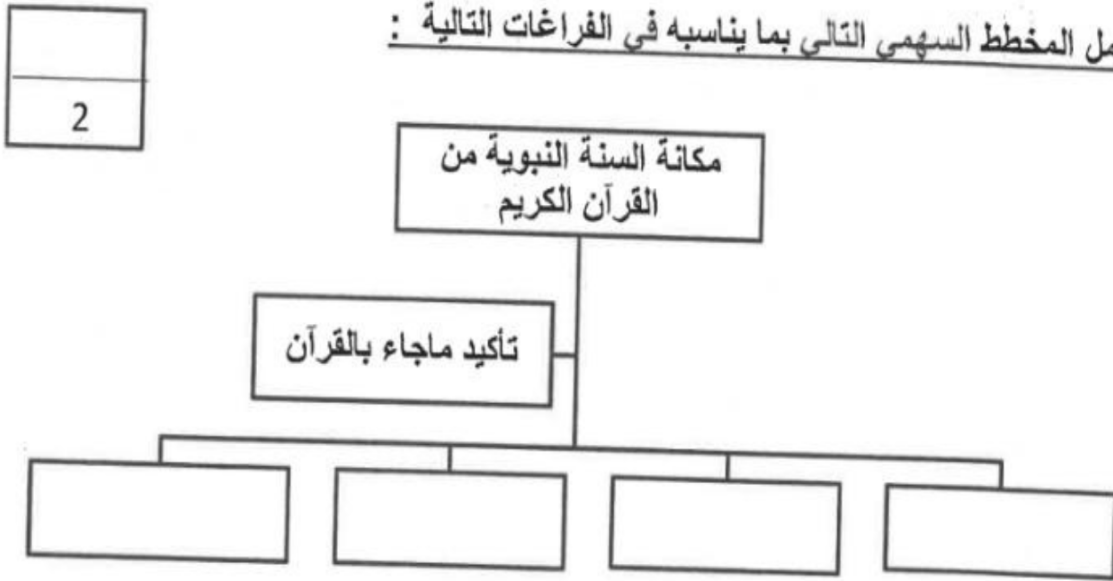 مل المخطط السهمي التالي بما يناسبه في الفراغات التالية :
2
مكانة السنة النبوية من
القرآن الكريم
تأكيد ماجاء بالقرآن